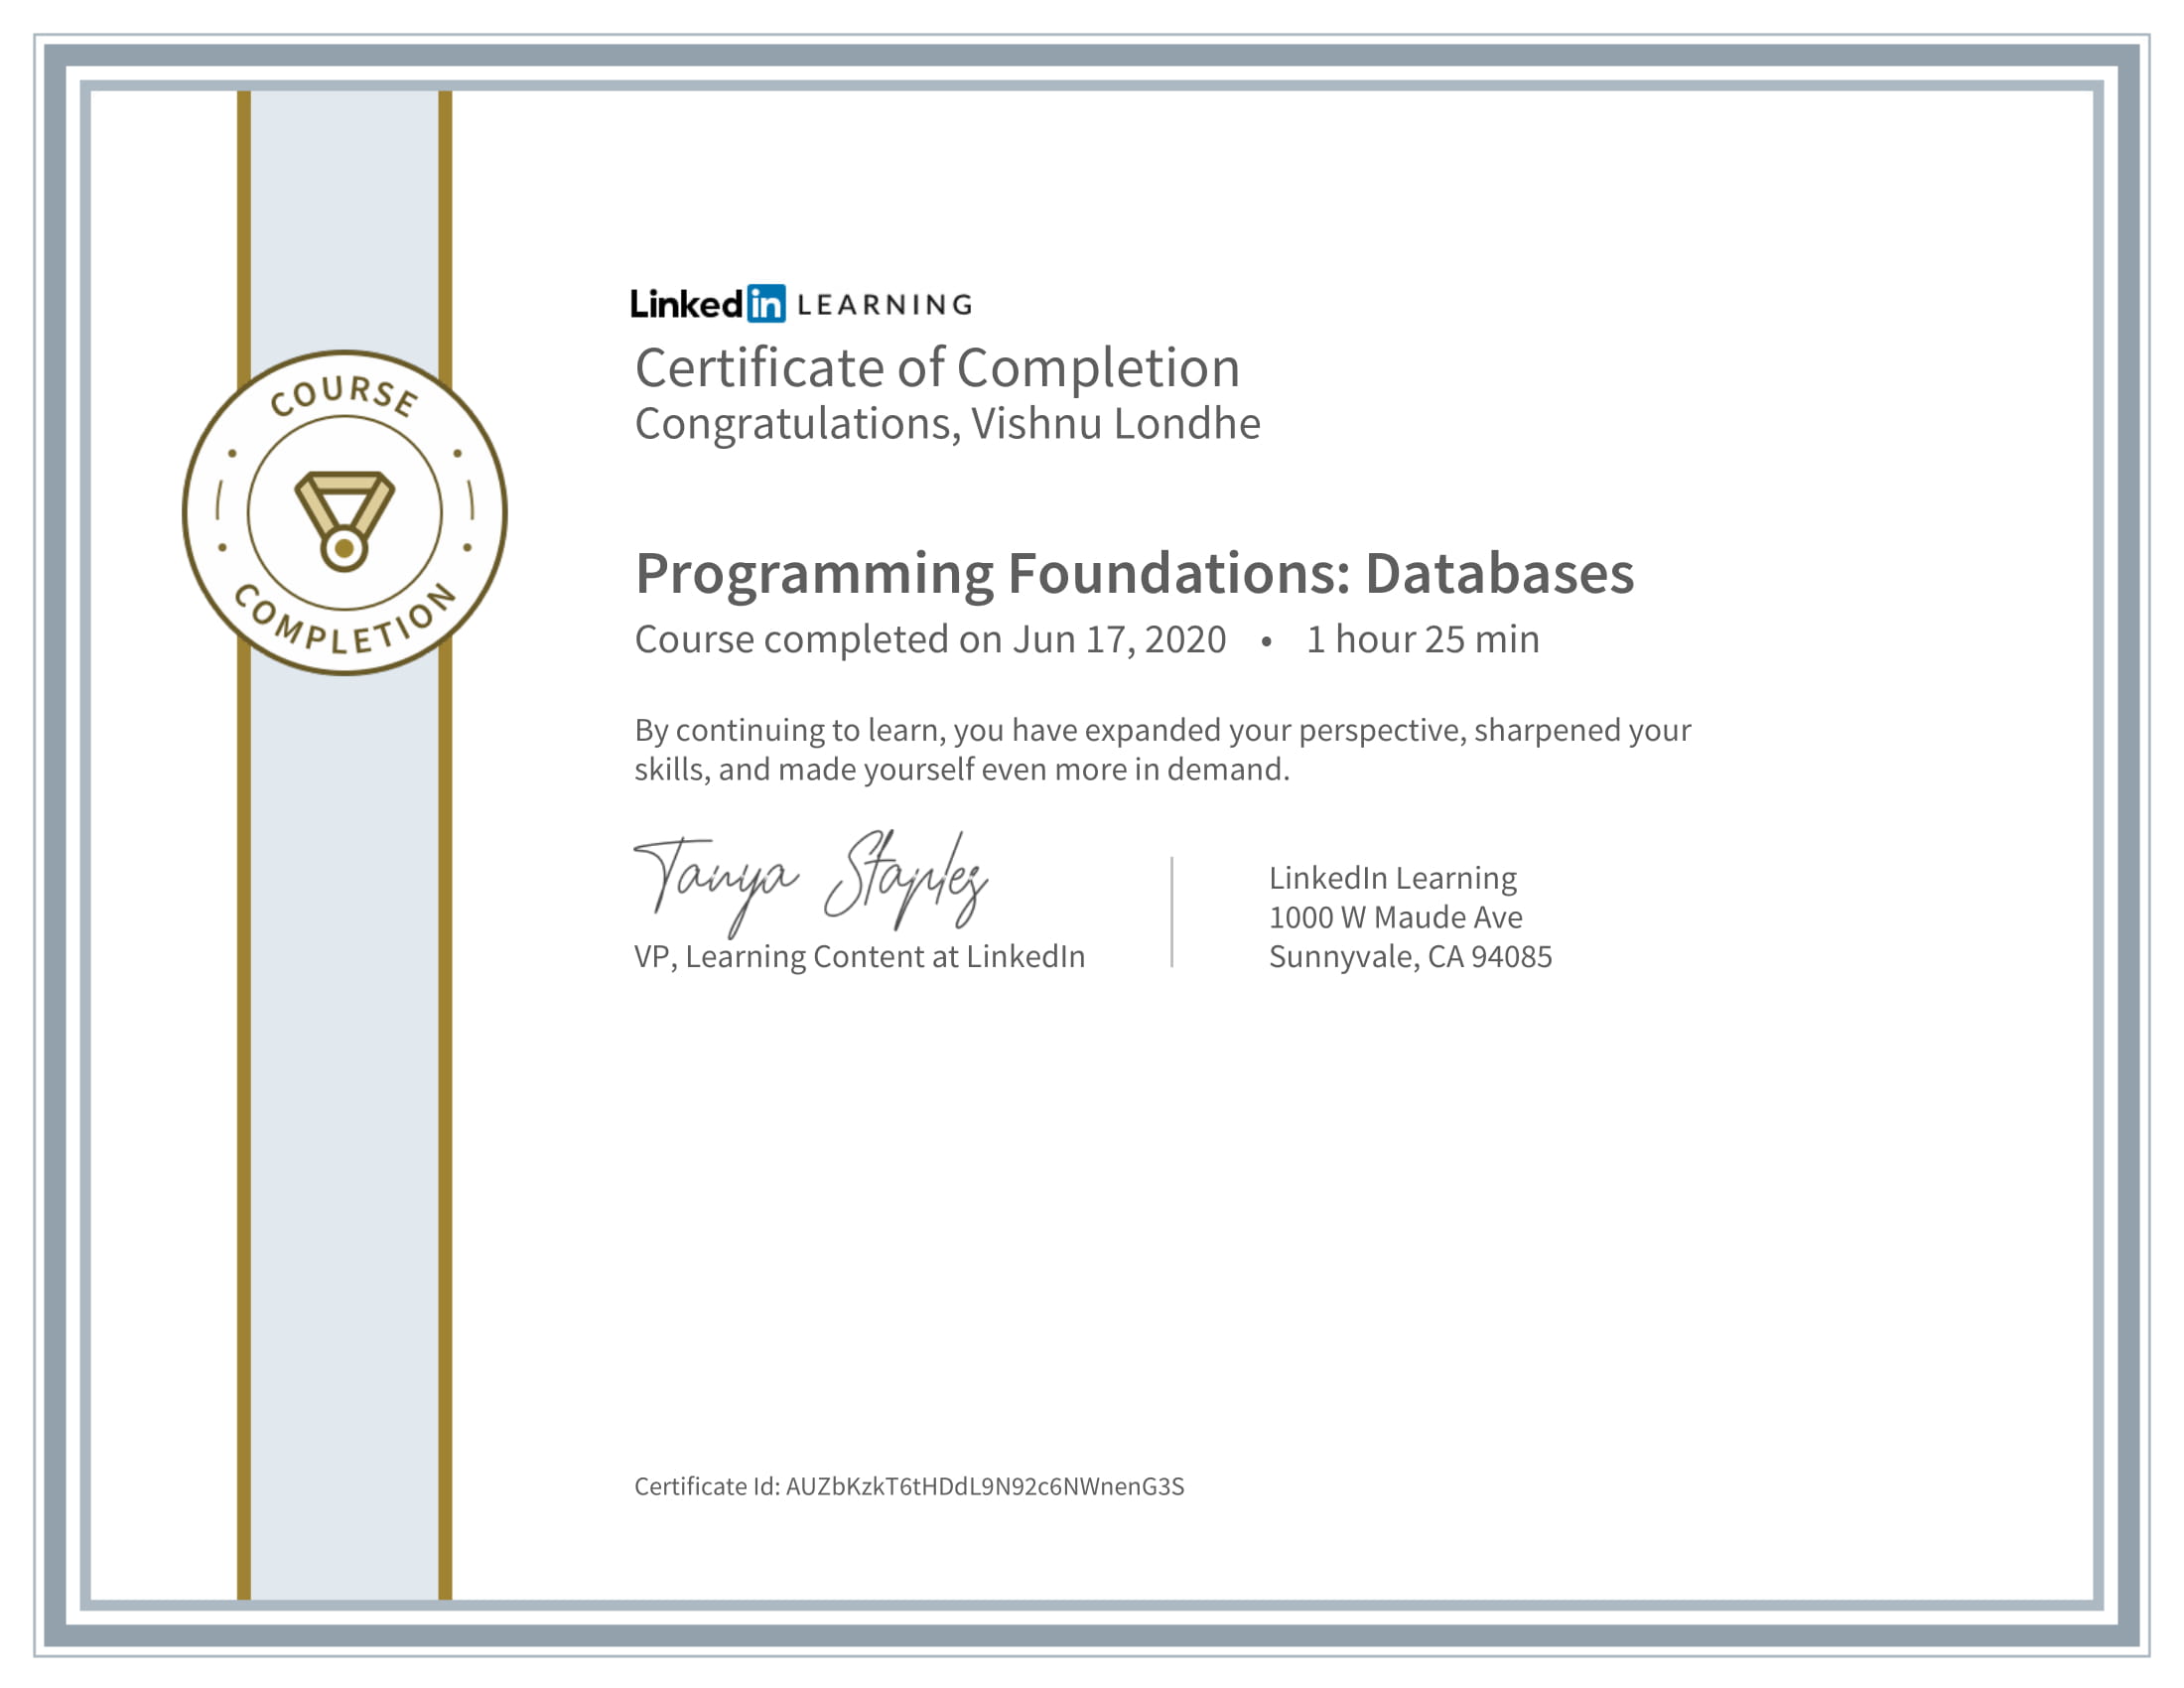 COURSE
COMPLETION
Linked in LEARNING
Certificate of Completion
Congratulations, Vishnu Londhe
Programming Foundations: Databases
Course completed on Jun 17, 2020 • 1 hour 25 min
By continuing to learn, you have expanded your perspective, sharpened your
skills, and made yourself even more in demand.
Tanya Staples
VP, Learning Content at LinkedIn
LinkedIn Learning
1000 W Maude Ave
Sunnyvale, CA 94085
Certificate Id: AUZbKzkT6tHDdL9N92c6NWnenG3S